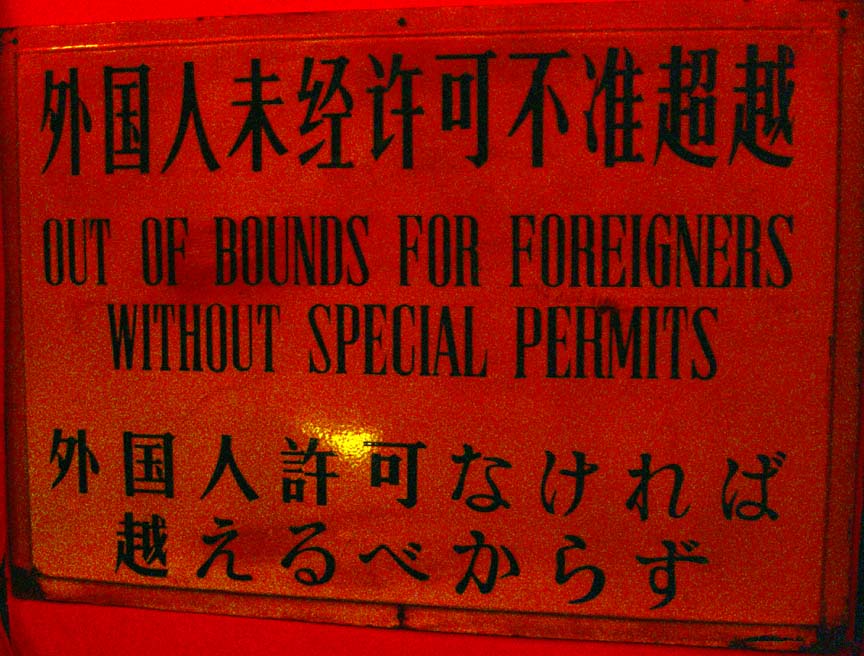 外国人未经许可不准超越
OUT OF BOUNDS FOR FOREIGNERS
WITHOUT SPECIAL PERMITS
外国人許可なければ
越えるべからず